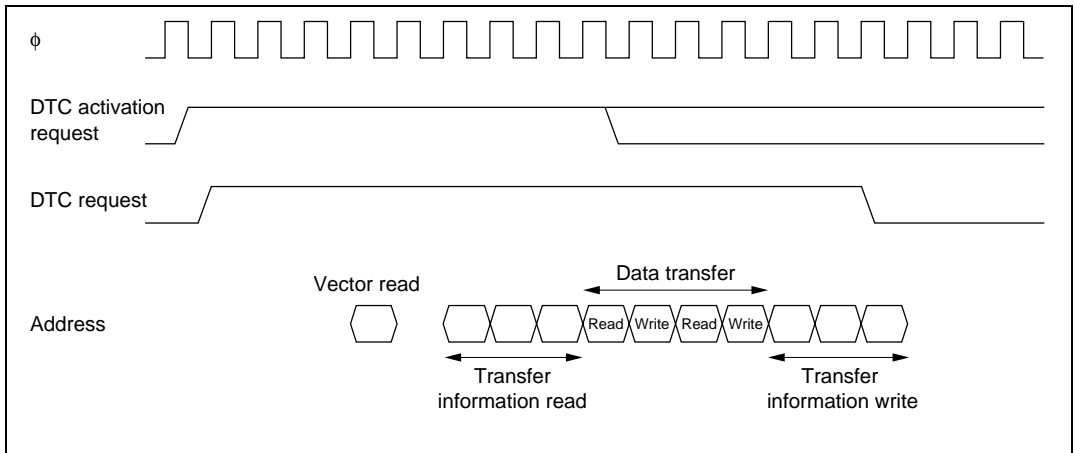 φ
DTC activation
request
DTC request
Data transfer
Vector read
Address
Read Write Read Write
Transfer
information read
Transfer
information write